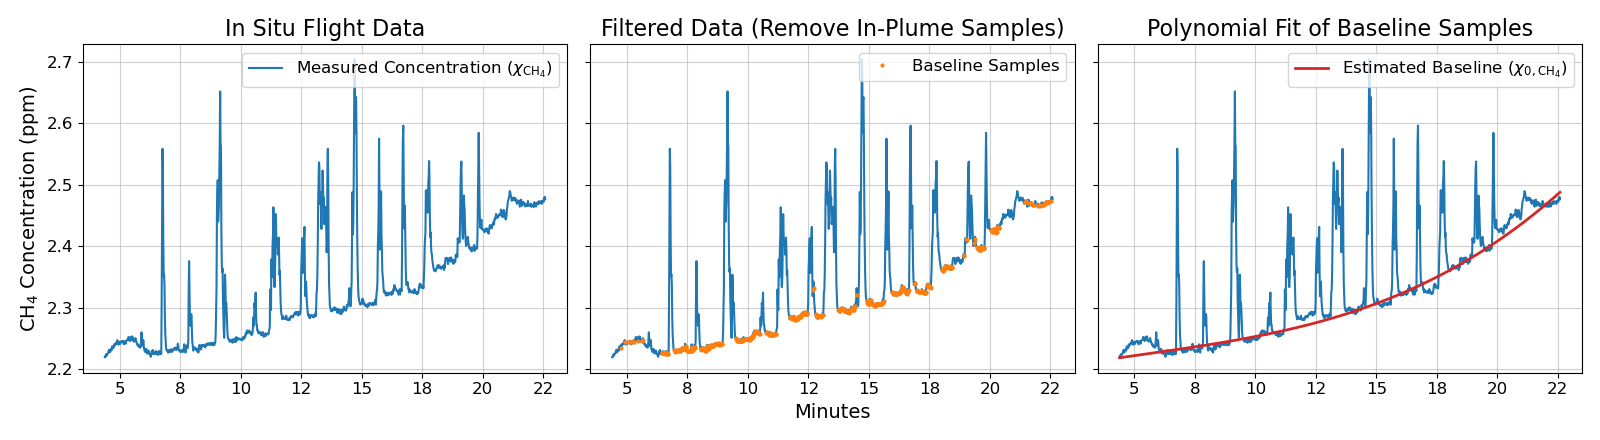 In Situ Flight Data
Filtered Data (Remove In-Plume Samples)
Polynomial Fit of Baseline Samples
Measured Concentration (χCH₄)
Baseline Samples
Estimated Baseline (χ₀,CH₄)
CH₄ Concentration (ppm)
2.7
2.6
2.5
2.4
2.3
2.2
5 8 10 12 15 18 20 22
5 8 10 12 15 18 20 22
5 8 10 12 15 18 20 22
Minutes